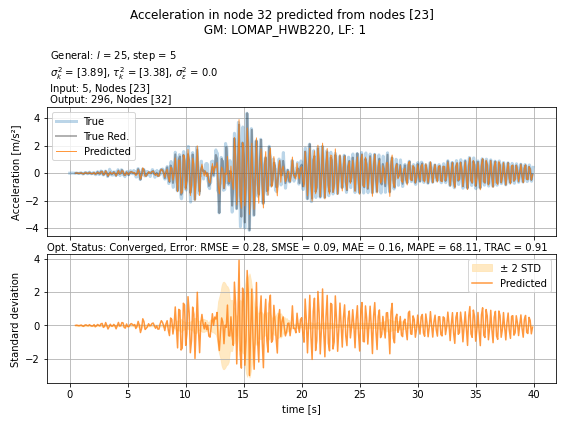 Acceleration in node 32 predicted from nodes [23]
GM: LOMAP_HWB220, LF: 1
General: l = 25, step = 5
σ²ₖ = [3.89], τ²ₖ = [3.38], σ²ₑ = 0.0
Input: 5, Nodes [23]
Output: 296, Nodes [32]
True
True Red.
Predicted
Acceleration [m/s²]
4
2
0
−2
−4
Opt. Status: Converged, Error: RMSE = 0.28, SMSE = 0.09, MAE = 0.16, MAPE = 68.11, TRAC = 0.91
± 2 STD
Predicted
Standard deviation
4
2
0
−2
0 5 10 15 20 25 30 35 40
time [s]